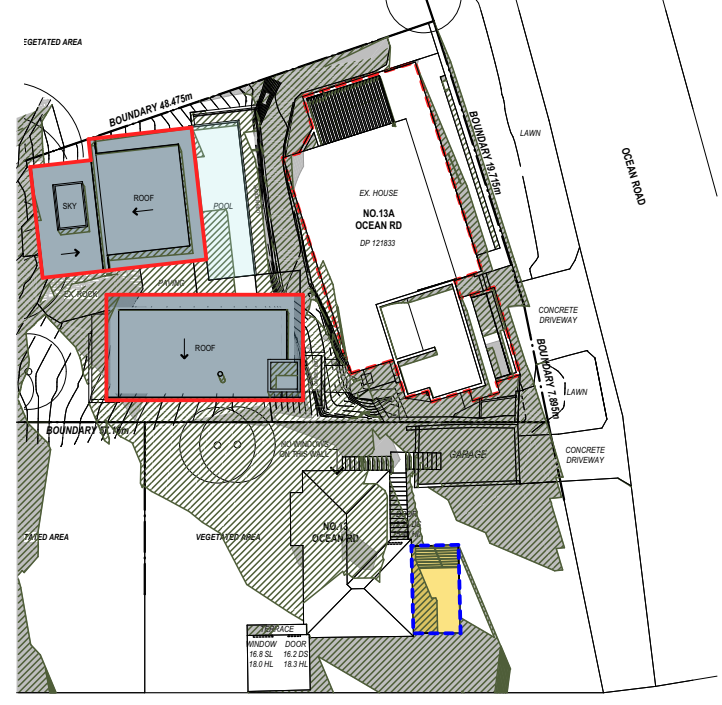 EGETATED AREA
BOUNDARY 48.475m
BOUNDARY 19.715m
LAWN
OCEAN ROAD
SKY
ROOF
POOL
EX. HOUSE
NO.13A
OCEAN RD
DP 121833
PAVING
EX. ROCK
ROOF
CONCRETE
DRIVEWAY
BOUNDARY 7.895m
LAWN
BOUNDARY
NO WINDOWS
ON THIS WALL
GARAGE
CONCRETE
DRIVEWAY
NO.13
OCEAN RD
TATED AREA
VEGETATED AREA
TERRACE
WINDOW
16.8 SL
18.0 HL
DOOR
16.2 DS
18.3 HL